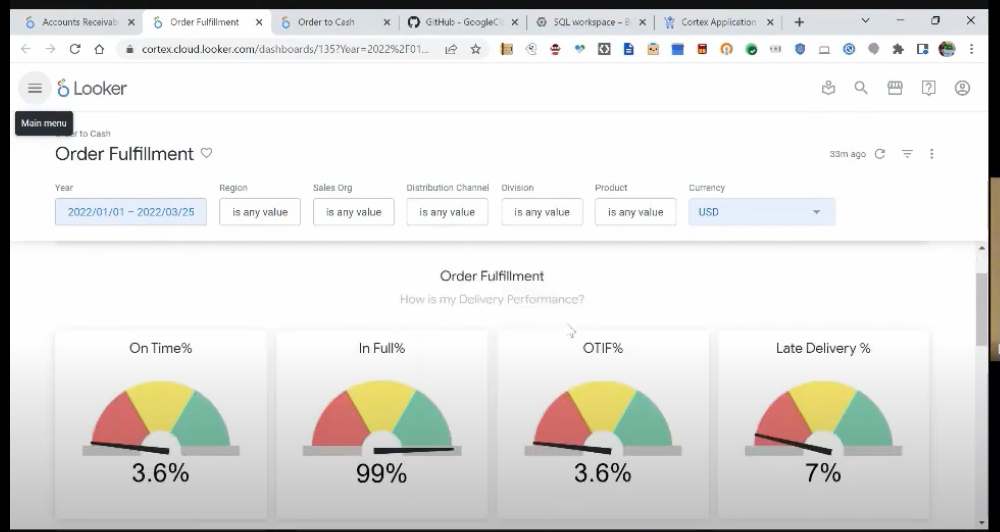 Accounts Receivab
Order Fulfillment
Order to Cash
GitHub - GoogleC
SQL workspace – B
Cortex Application
cortex.cloud.looker.com/dashboards/135?Year=2022%2F01...
Looker
Main menu
to Cash
Order Fulfillment
33m ago
Year
Region
Sales Org
Distribution Channel
Division
Product
Currency
2022/01/01 – 2022/03/25
is any value
is any value
is any value
is any value
is any value
USD
Order Fulfillment
How is my Delivery Performance?
On Time%
In Full%
OTIF%
Late Delivery %
3.6%
99%
3.6%
7%